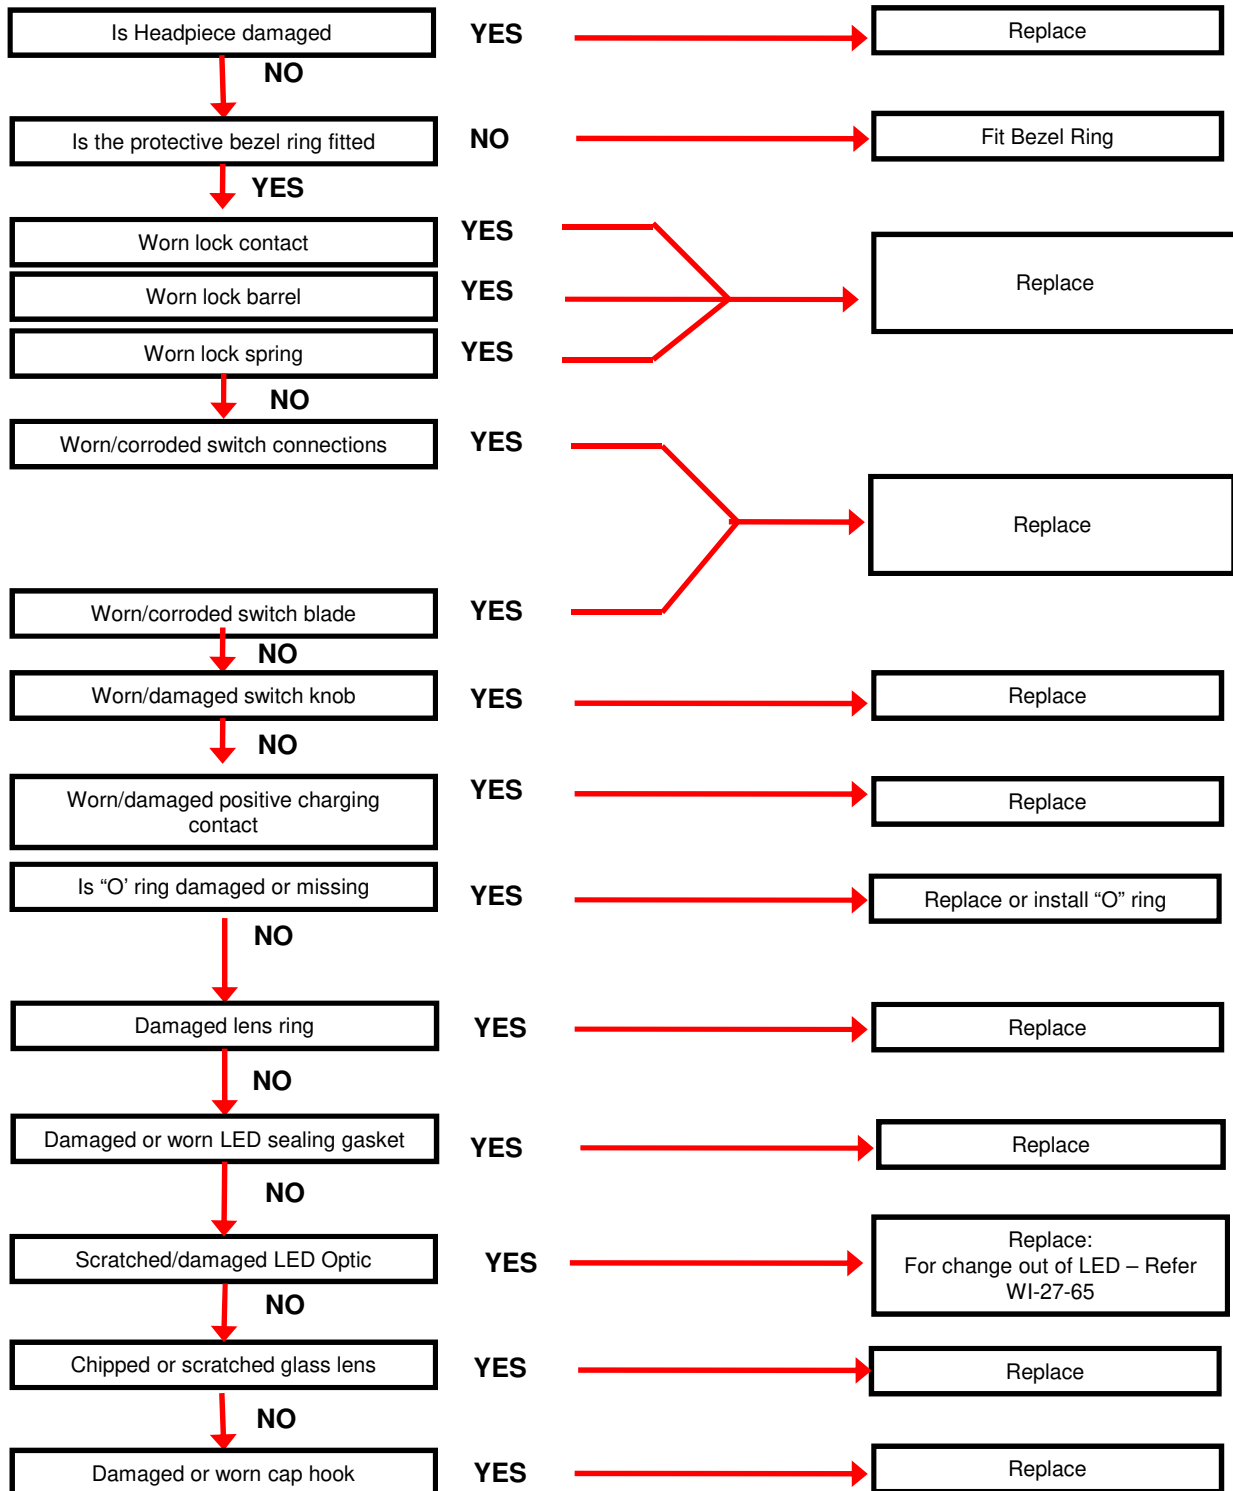 Is Headpiece damaged
YES
Replace
NO
Is the protective bezel ring fitted
NO
Fit Bezel Ring
YES
Worn lock contact
YES
Worn lock barrel
YES
Replace
Worn lock spring
YES
NO
Worn/corroded switch connections
YES
Replace
Worn/corroded switch blade
YES
NO
Worn/damaged switch knob
YES
Replace
NO
Worn/damaged positive charging
contact
YES
Replace
Is “O’ ring damaged or missing
YES
Replace or install “O” ring
NO
Damaged lens ring
YES
Replace
NO
Damaged or worn LED sealing gasket
YES
Replace
NO
Scratched/damaged LED Optic
YES
Replace:
For change out of LED – Refer
WI-27-65
NO
Chipped or scratched glass lens
YES
Replace
NO
Damaged or worn cap hook
YES
Replace